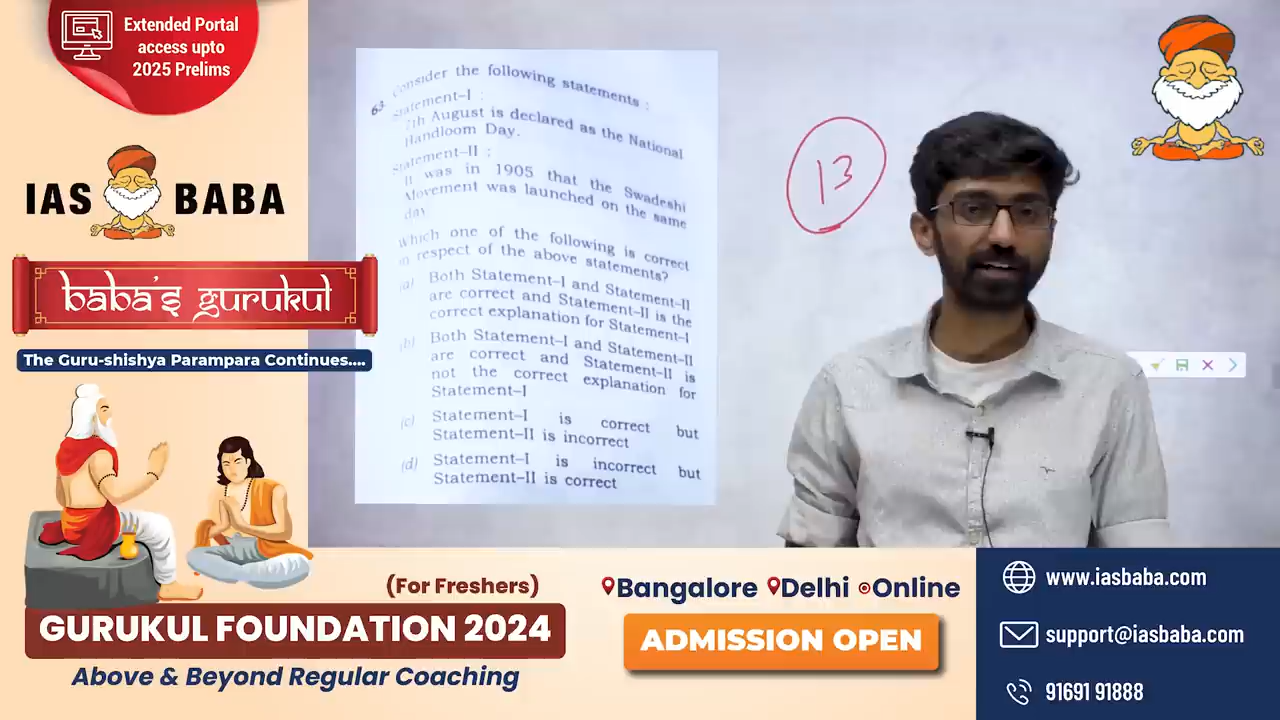 Extended Portal
access upto
2025 Prelims
IAS BABA
baba's gurukul
The Guru-shishya Parampara Continues....
63. Consider the following statements :
Statement–I :
7th August is declared as the National
Handloom Day.
Statement–II :
It was in 1905 that the Swadeshi
Movement was launched on the same
day.
Which one of the following is correct
in respect of the above statements?
(a) Both Statement–I and Statement–II
are correct and Statement–II is the
correct explanation for Statement–I
(b) Both Statement–I and Statement–II
are correct and Statement–II is
not the correct explanation for
Statement–I
(c) Statement–I is correct but
Statement–II is incorrect
(d) Statement–I is incorrect but
Statement–II is correct
13
(For Freshers)
GURUKUL FOUNDATION 2024
Above & Beyond Regular Coaching
Bangalore Delhi Online
ADMISSION OPEN
www.iasbaba.com
support@iasbaba.com
91691 91888